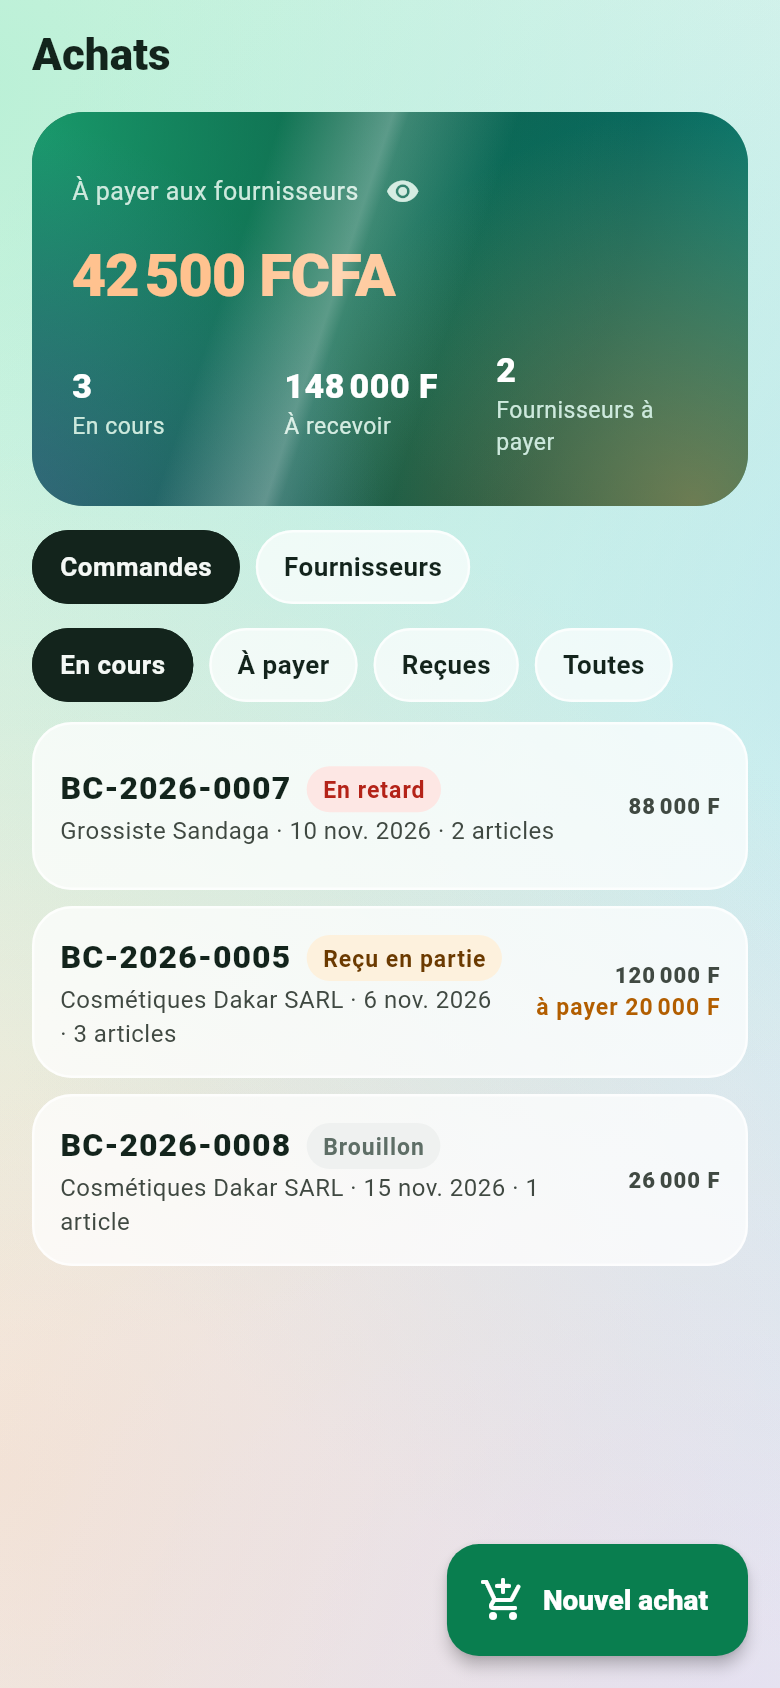 Achats
À payer aux fournisseurs
42 500 FCFA
3
En cours
148 000 F
À recevoir
2
Fournisseurs à
payer
Commandes
Fournisseurs
En cours
À payer
Reçues
Toutes
BC-2026-0007
En retard
Grossiste Sandaga · 10 nov. 2026 · 2 articles
88 000 F
BC-2026-0005
Reçu en partie
Cosmétiques Dakar SARL · 6 nov. 2026
· 3 articles
120 000 F
à payer 20 000 F
BC-2026-0008
Brouillon
Cosmétiques Dakar SARL · 15 nov. 2026 · 1
article
26 000 F
Nouvel achat